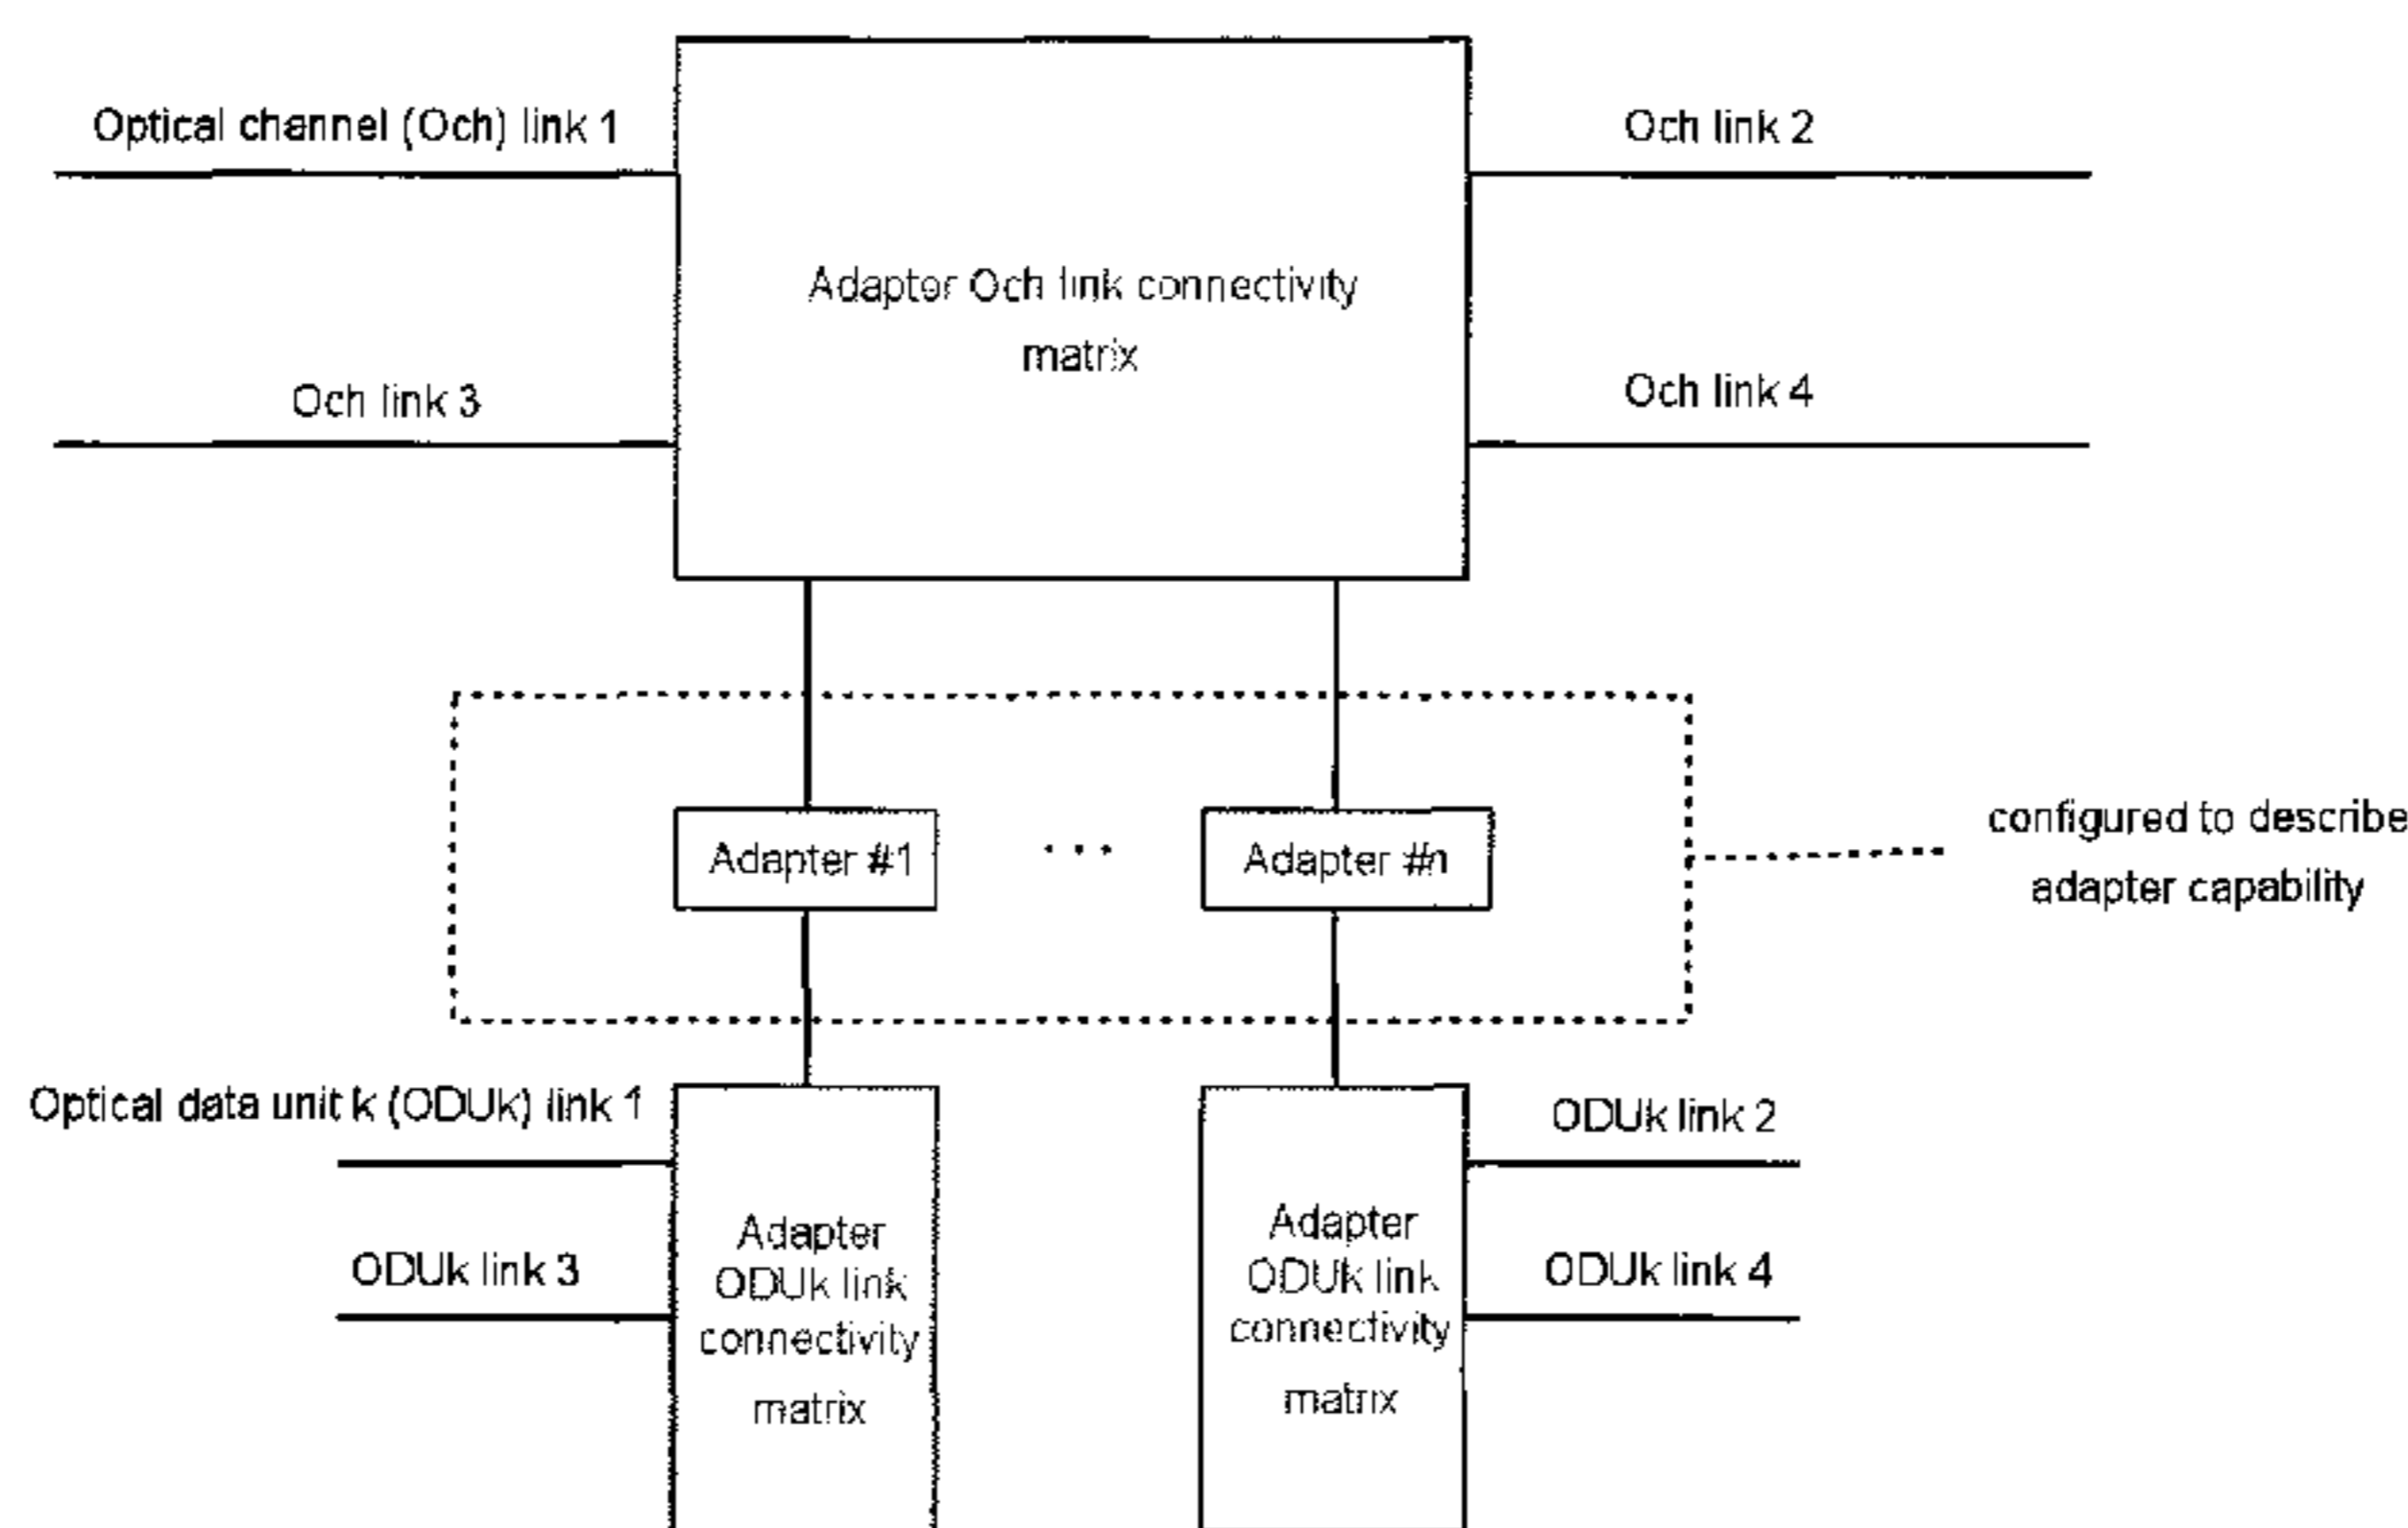 Optical channel (Och) link 1
Och link 2
Adapter Och link connectivity
matrix
Och link 3
Och link 4
Adapter #1
...
Adapter #n
configured to describe
adapter capability
Optical data unit k (ODUk) link 1
ODUk link 2
Adapter
ODUk link
connectivity
matrix
Adapter
ODUk link
connectivity
matrix
ODUk link 3
ODUk link 4